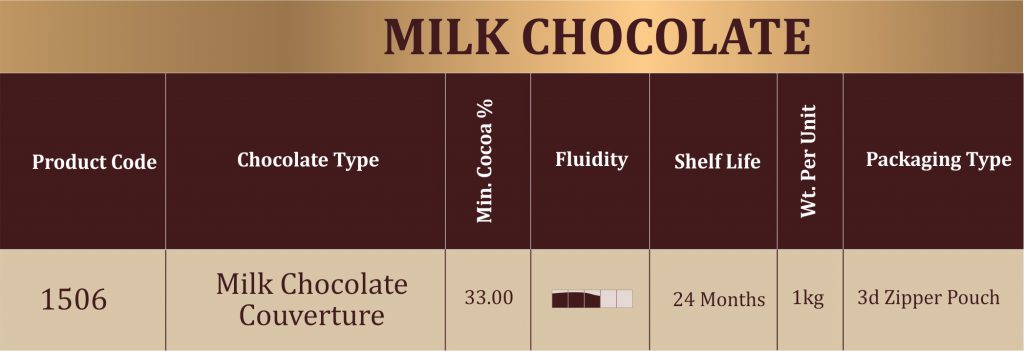 MILK CHOCOLATE
Product Code
Chocolate Type
Min. Cocoa %
Fluidity
Shelf Life
Wt. Per Unit
Packaging Type
1506
Milk Chocolate
Couverture
33.00
24 Months
1kg
3d Zipper Pouch